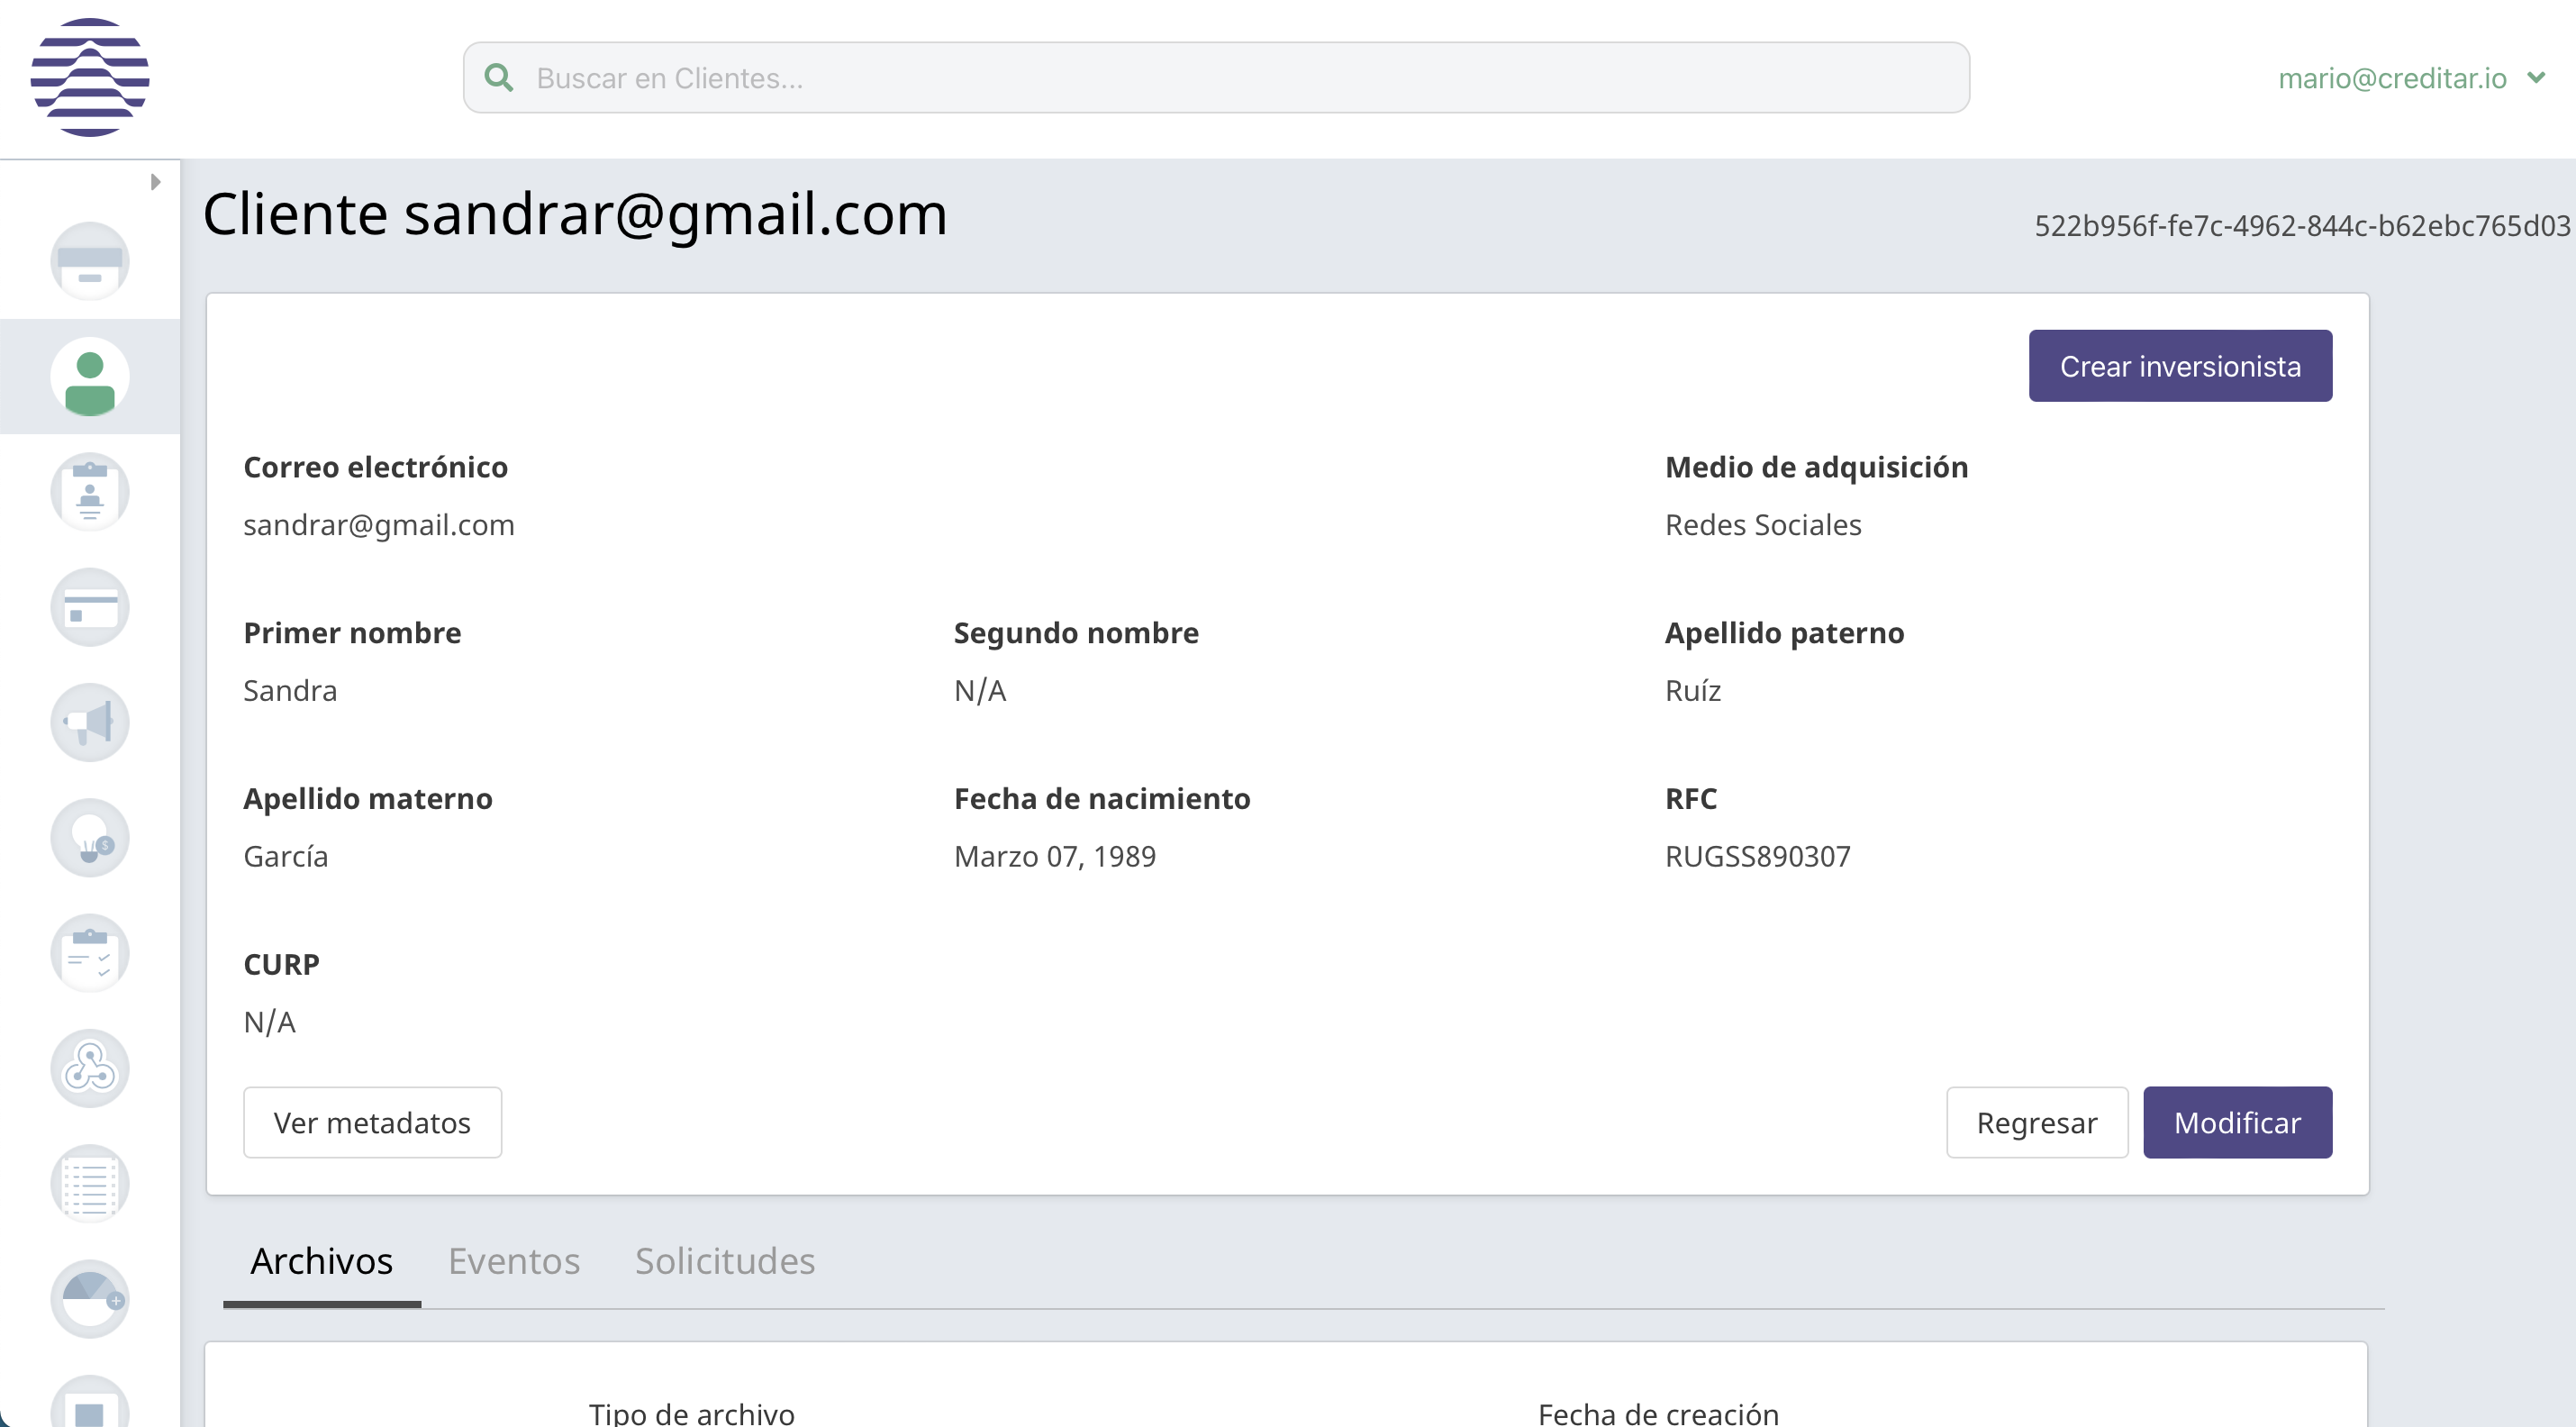 Buscar en Clientes...
mario@creditar.io
Cliente sandrar@gmail.com
522b956f-fe7c-4962-844c-b62ebc765d03
Crear inversionista
Correo electrónico
Medio de adquisición
sandrar@gmail.com
Redes Sociales
Primer nombre
Segundo nombre
Apellido paterno
Sandra
N/A
Ruíz
Apellido materno
Fecha de nacimiento
RFC
García
Marzo 07, 1989
RUGSS890307
CURP
N/A
Ver metadatos
Regresar
Modificar
Archivos
Eventos
Solicitudes
Tipo de archivo
Fecha de creación